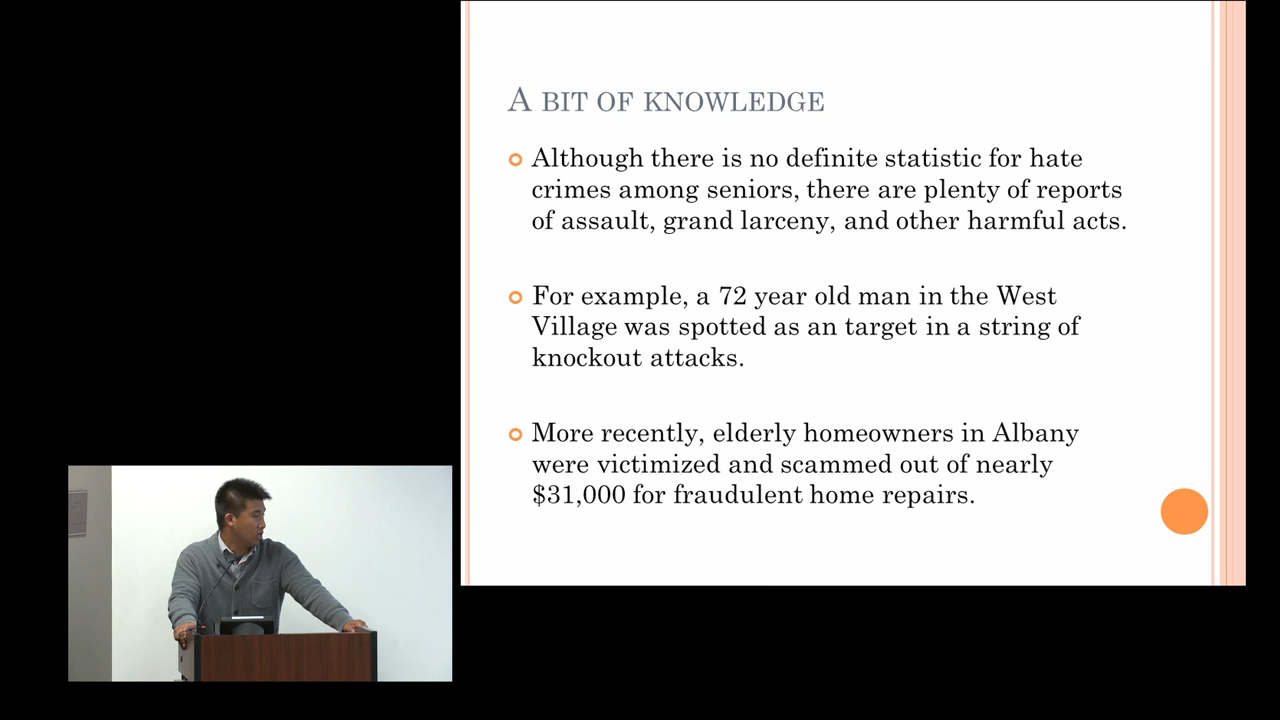 A BIT OF KNOWLEDGE
Although there is no definite statistic for hate
crimes among seniors, there are plenty of reports
of assault, grand larceny, and other harmful acts.
For example, a 72 year old man in the West
Village was spotted as an target in a string of
knockout attacks.
More recently, elderly homeowners in Albany
were victimized and scammed out of nearly
$31,000 for fraudulent home repairs.